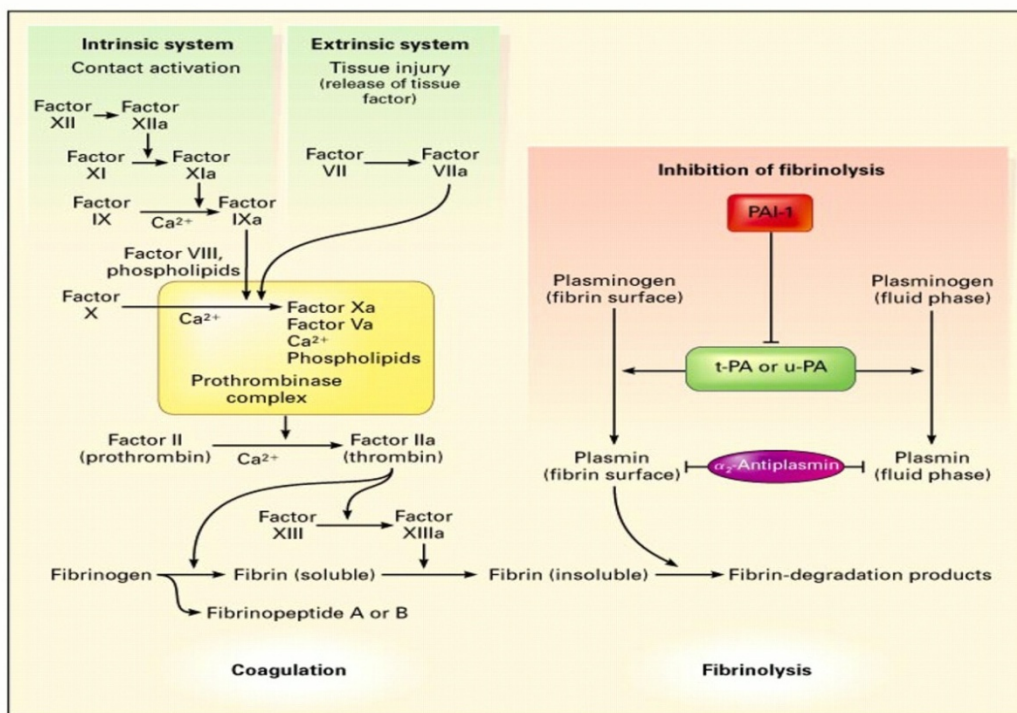 Intrinsic system
Contact activation
Factor
XII
Factor
XIIa
Factor
XI
Factor
XIa
Factor
IX
Ca2+
Factor
IXa
Factor VIII,
phospholipids
Extrinsic system
Tissue injury
(release of tissue
factor)
Factor
VII
Factor
VIIa
Factor
X
Ca2+
Factor Xa
Factor Va
Ca2+
Phospholipids
Prothrombinase
complex
Factor II
(prothrombin)
Ca2+
Factor IIa
(thrombin)
Factor
XIII
Factor
XIIIa
Fibrinogen
Fibrin (soluble)
Fibrin (insoluble)
Fibrin-degradation products
Fibrinopeptide A or B
Coagulation
Inhibition of fibrinolysis
PAI-1
Plasminogen
(fibrin surface)
Plasminogen
(fluid phase)
t-PA or u-PA
Plasmin
(fibrin surface)
α2-Antiplasmin
Plasmin
(fluid phase)
Fibrinolysis